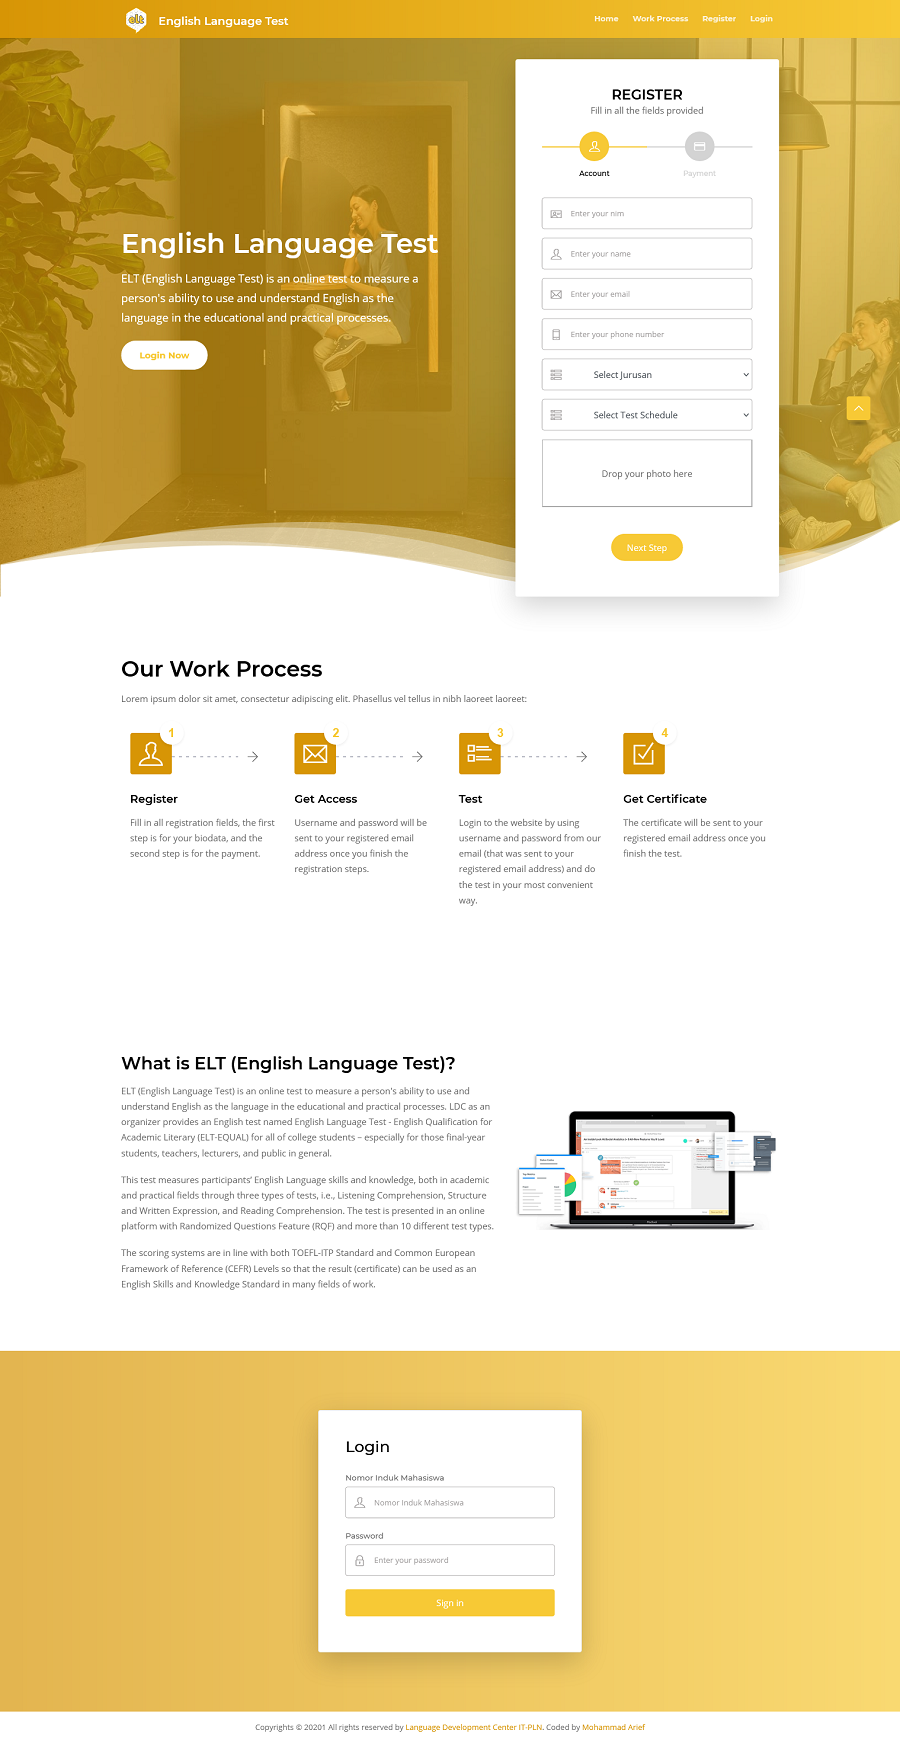 elt English Language Test
Home Work Process Register Login
REGISTER
Fill in all the fields provided
Account Payment
Enter your nim
Enter your name
Enter your email
Enter your phone number
Select Jurusan
Select Test Schedule
Drop your photo here
Next Step
English Language Test
ELT (English Language Test) is an online test to measure a
person's ability to use and understand English as the
language in the educational and practical processes.
Login Now
Our Work Process
Lorem ipsum dolor sit amet, consectetur adipiscing elit. Phasellus vel tellus in nibh laoreet laoreet:
1
Register
Fill in all registration fields, the first
step is for your biodata, and the
second step is for the payment.
2
Get Access
Username and password will be
sent to your registered email
address once you finish the
registration steps.
3
Test
Login to the website by using
username and password from our
email (that was sent to your
registered email address) and do
the test in your most convenient
way.
4
Get Certificate
The certificate will be sent to your
registered email address once you
finish the test.
What is ELT (English Language Test)?
ELT (English Language Test) is an online test to measure a person's ability to use and
understand English as the language in the educational and practical processes. LDC as an
organizer provides an English test named English Language Test - English Qualification for
Academic Literary (ELT-EQUAL) for all of college students – especially for those final-year
students, teachers, lecturers, and public in general.
This test measures participants' English Language skills and knowledge, both in academic
and practical fields through three types of tests, i.e., Listening Comprehension, Structure
and Written Expression, and Reading Comprehension. The test is presented in an online
platform with Randomized Questions Feature (RQF) and more than 10 different test types.
The scoring systems are in line with both TOEFL-ITP Standard and Common European
Framework of Reference (CEFR) Levels so that the result (certificate) can be used as an
English Skills and Knowledge Standard in many fields of work.
Login
Nomor Induk Mahasiswa
Nomor Induk Mahasiswa
Password
Enter your password
Sign in
Copyrights © 20201 All rights reserved by Language Development Center IT-PLN. Coded by Mohammad Arief